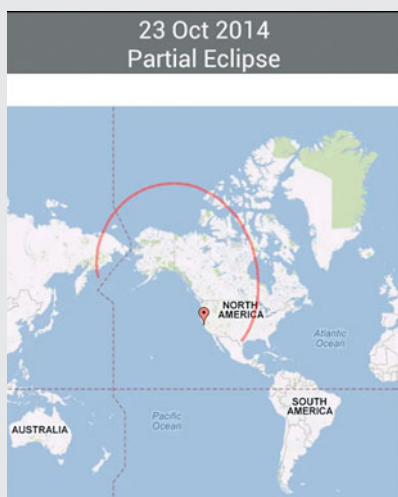 23 Oct 2014
Partial Eclipse
NORTH
AMERICA
Atlantic
Ocean
SOUTH
AMERICA
Pacific
Ocean
AUSTRALIA